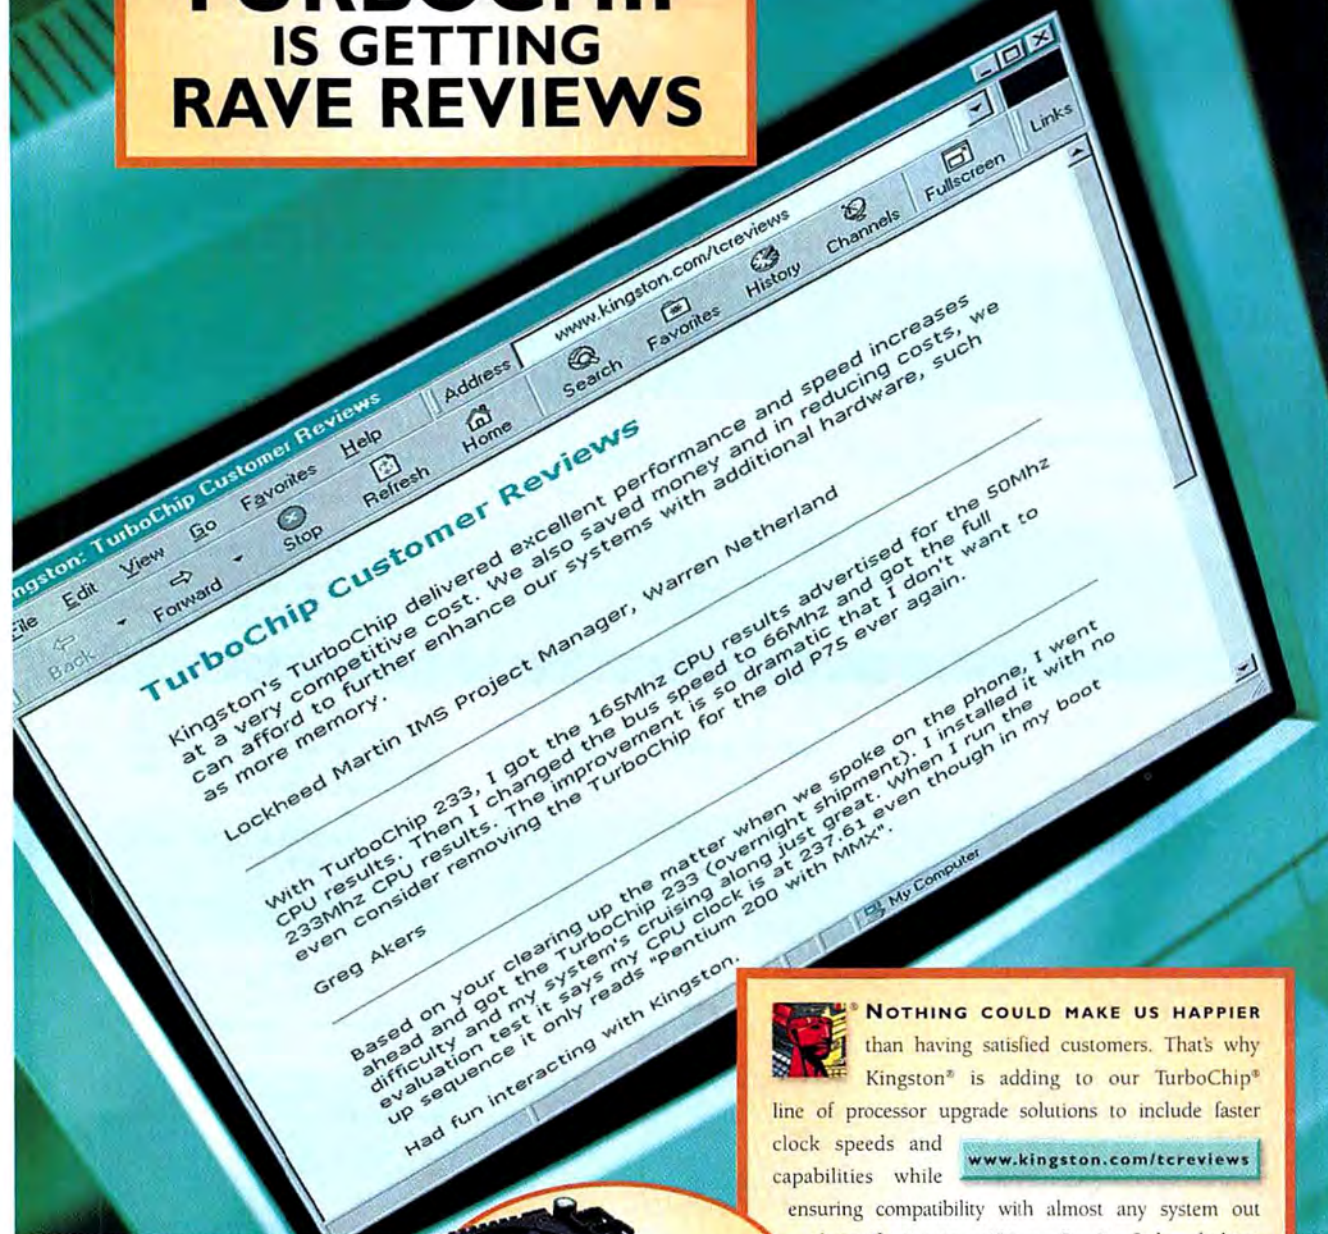 TURBOCHIP
IS GETTING
RAVE REVIEWS
ngston: TurboChip Customer Reviews
File Edit View Go Favorites Help
Address www.kingston.com/tcreviews
Links
Back Forward Stop Refresh Home Search Favorites History Channels Fullscreen
TurboChip Customer Reviews
Kingston's TurboChip delivered excellent performance and speed increases
at a very competitive cost. We also saved money and in reducing costs, we
can afford to further enhance our systems with additional hardware, such
as more memory.
Lockheed Martin IMS Project Manager, Warren Netherland
With TurboChip 233, I got the 165Mhz CPU results advertised for the 50Mhz
CPU results. Then I changed the bus speed to 66Mhz and got the full
233Mhz CPU results. The improvement is so dramatic that I don't want to
even consider removing the TurboChip for the old P75 ever again.
Greg Akers
Based on your clearing up the matter when we spoke on the phone, I went
ahead and got the TurboChip 233 (overnight shipment). I installed it with no
difficulty and my system's cruising along just great. When I run the
evaluation test it says my CPU clock is at 237.61 even though in my boot
up sequence it only reads "Pentium 200 with MMX".
Had fun interacting with Kingston.
My Computer
® NOTHING COULD MAKE US HAPPIER
than having satisfied customers. That's why
Kingston® is adding to our TurboChip®
line of processor upgrade solutions to include faster
clock speeds and
www.kingston.com/tcreviews
capabilities while
ensuring compatibility with almost any system out